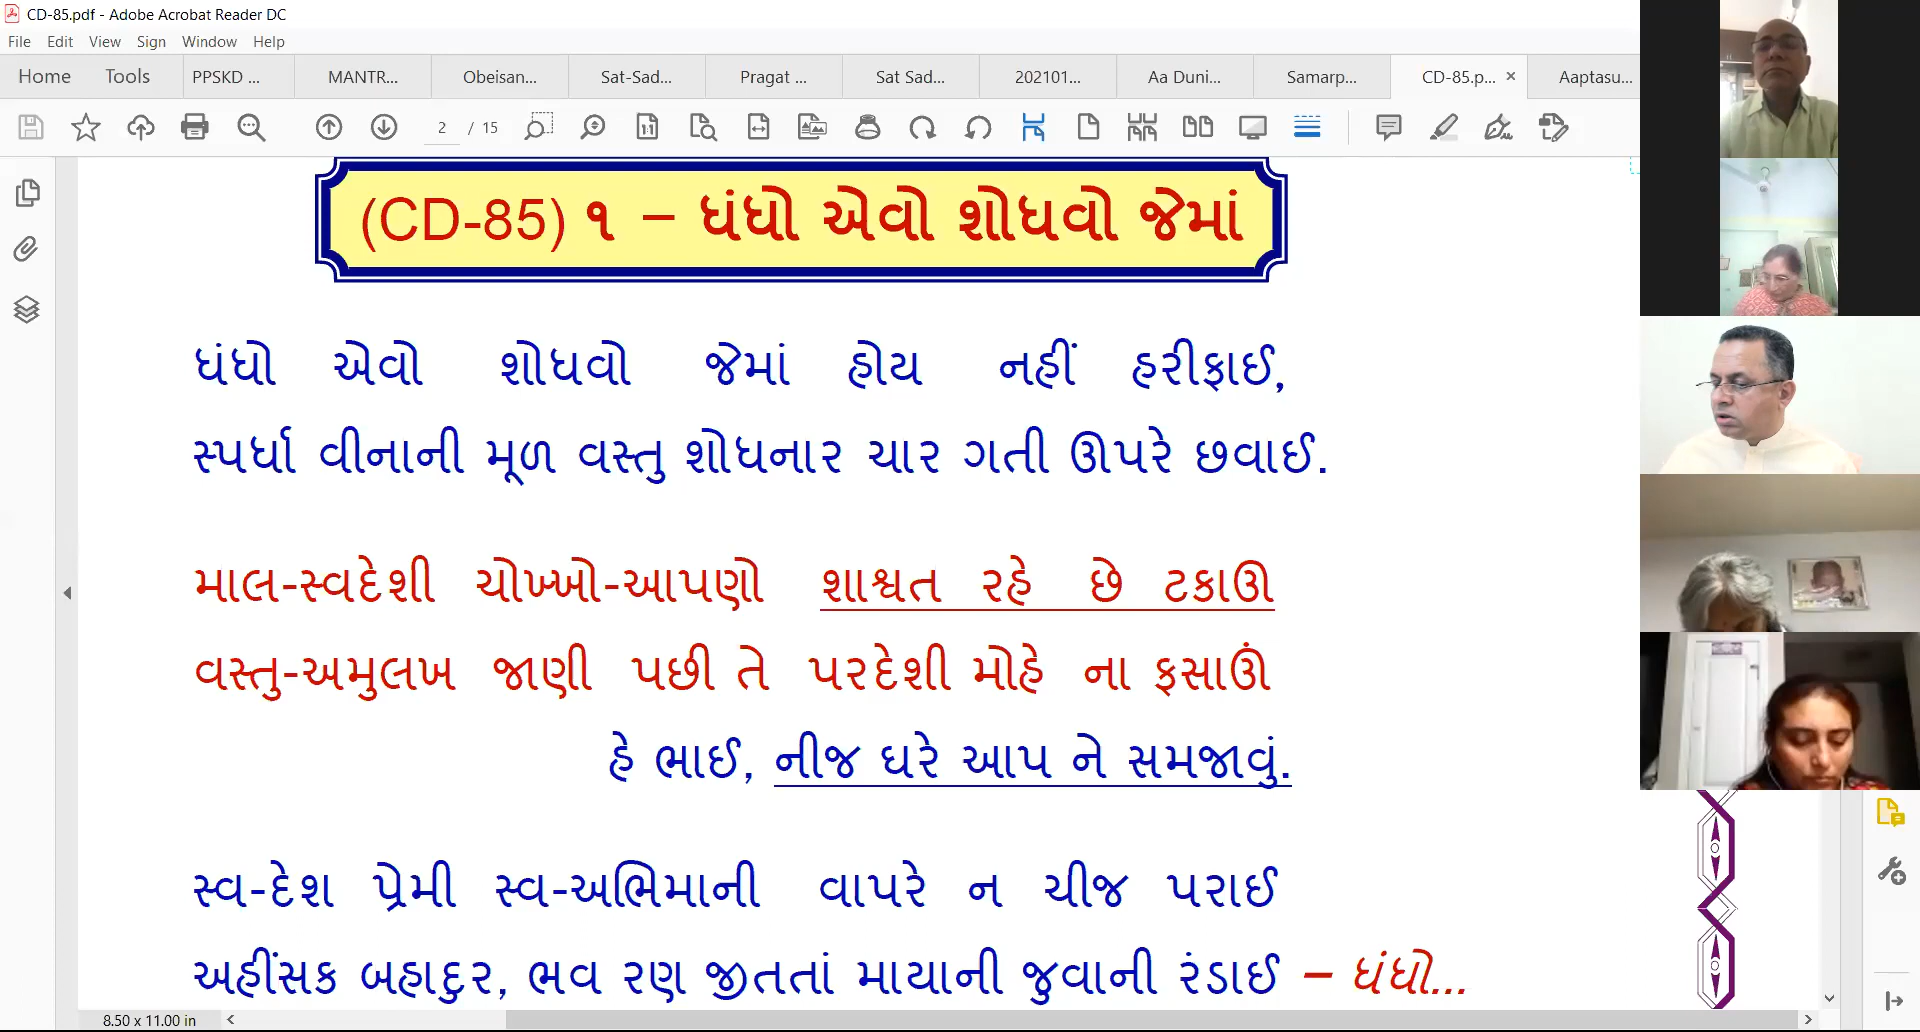 CD-85.pdf - Adobe Acrobat Reader DC
File Edit View Sign Window Help
Home Tools PPSKD ... MANTR... Obeisan... Sat-Sad... Pragat ... Sat Sad... 202101... Aa Duni... Samarp... CD-85.p... × Aaptasu...
2 / 15
(CD-85) ૧ – ધંધો એવો શોધવો જેમાં
ધંધો એવો શોધવો જેમાં હોય નહીં હરીફાઈ,
સ્પર્ધા વીનાની મૂળ વસ્તુ શોધનાર ચાર ગતી ઊપરે છવાઈ.
માલ-સ્વદેશી ચોખ્ખો-આપણો શાશ્વત રહે છે ટકાઊ
વસ્તુ-અમુલખ જાણી પછી તે પરદેશી મોહે ના ફસાઊં
હે ભાઈ, નીજ ઘરે આપ ને સમજાવું.
સ્વ-દેશ પ્રેમી સ્વ-અભિમાની વાપરે ન ચીજ પરાઈ
અહીંસક બહાદુર, ભવ રણ જીતતાં માયાની જુવાની રંડાઈ – ધંધો...
8.50 x 11.00 in